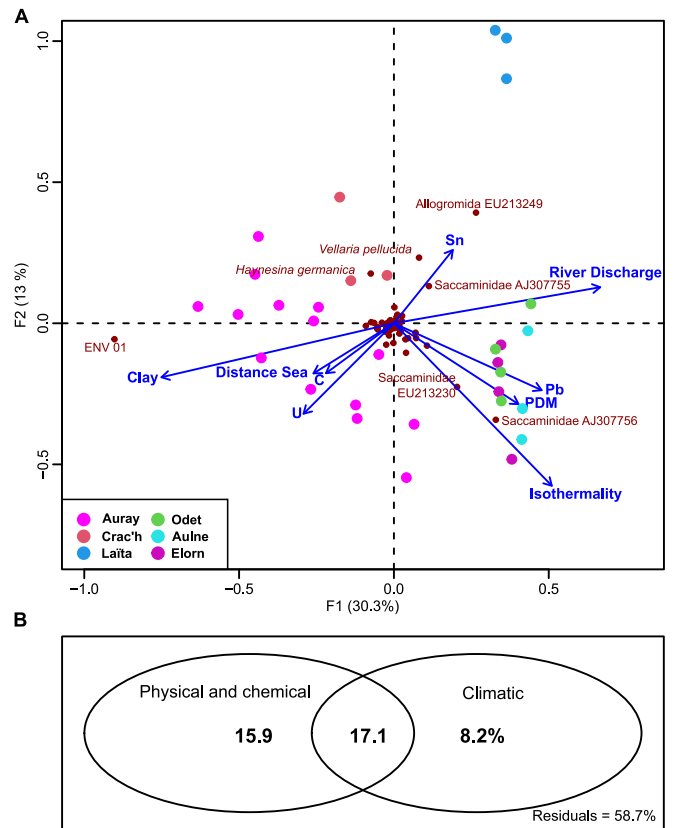 A
F2 (13 %)
1.0
0.5
0.0
−0.5
Allogromida EU213249
Sn
Vellaria pellucida
Haynesina germanica
River Discharge
Saccaminidae AJ307755
ENV 01
Clay
Distance Sea
C
U
Saccaminidae
EU213230
Pb
PDM
Saccaminidae AJ307756
Isothermality
Auray
Crac'h
Laïta
Odet
Aulne
Elorn
−1.0
−0.5
0.0
0.5
F1 (30.3%)
B
Physical and chemical
Climatic
15.9
17.1
8.2%
Residuals = 58.7%